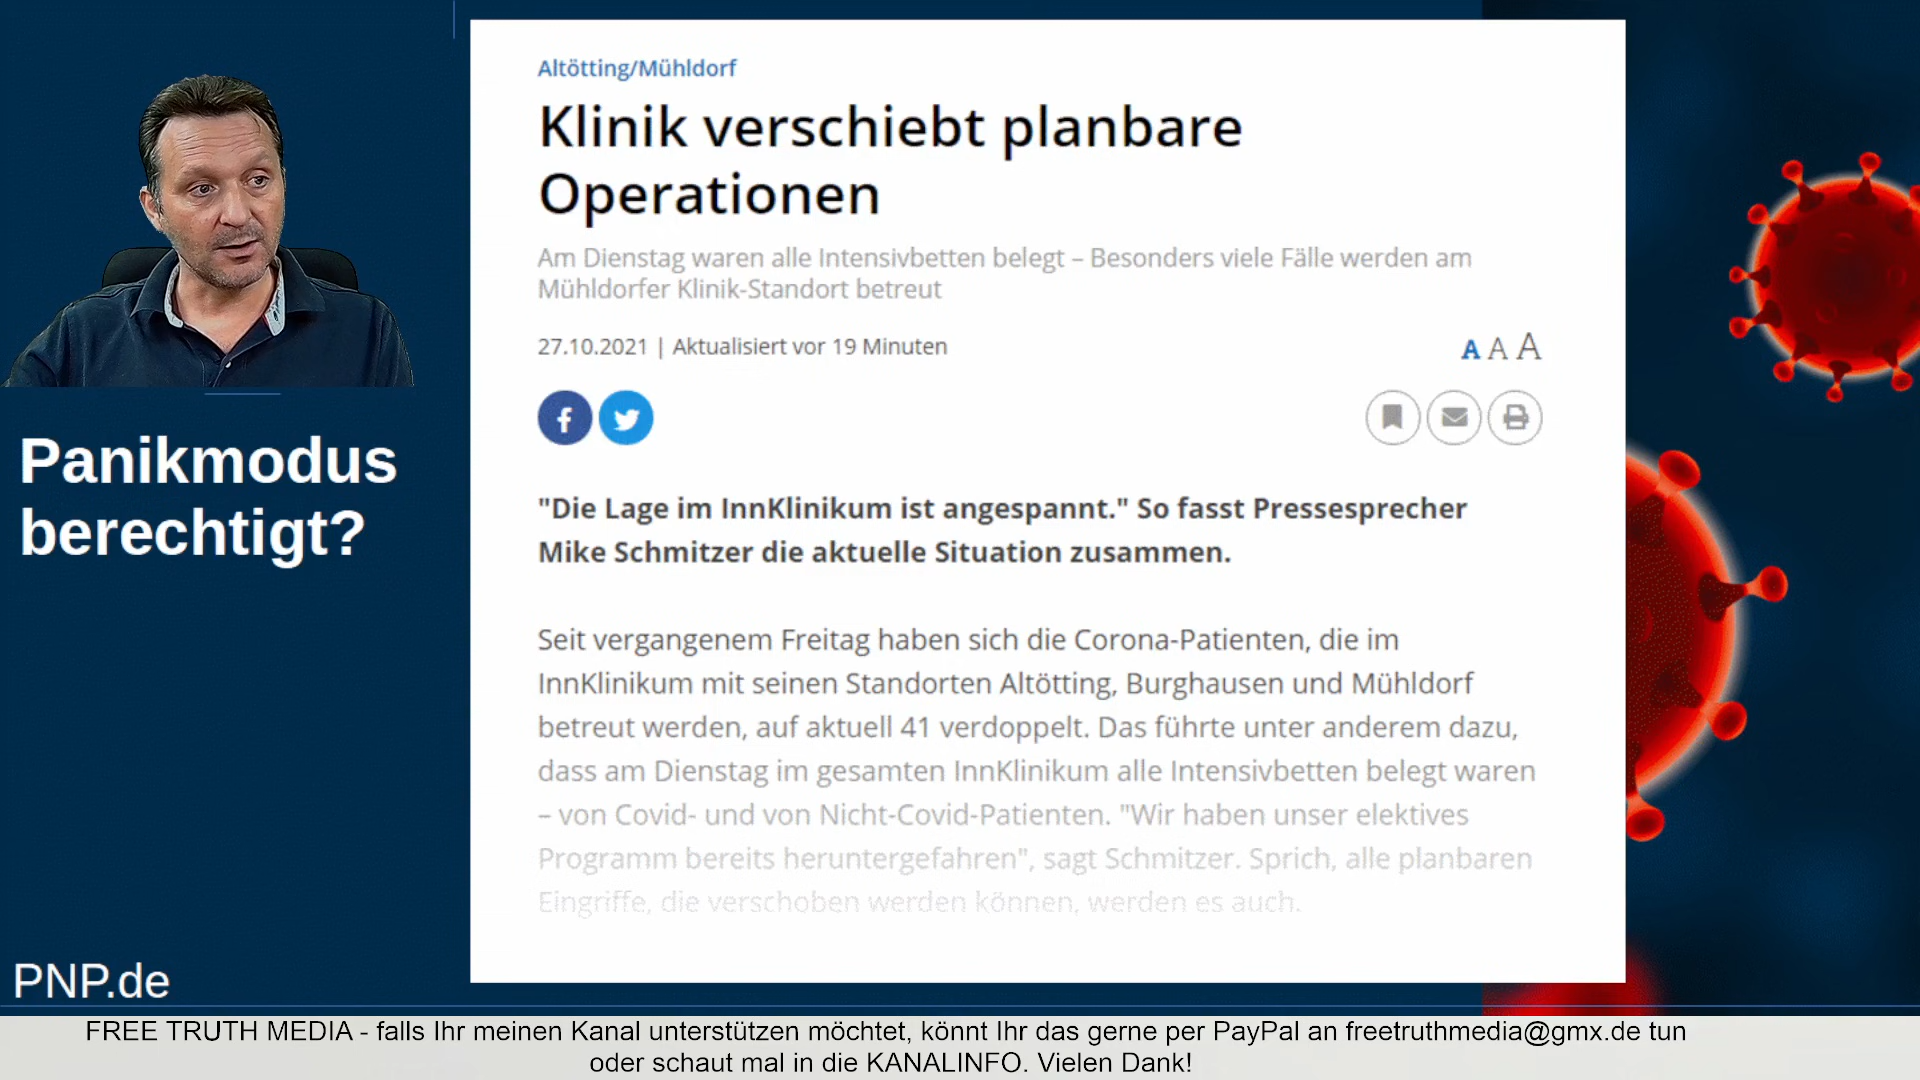 Altötting/Mühldorf
Klinik verschiebt planbare
Operationen
Am Dienstag waren alle Intensivbetten belegt – Besonders viele Fälle werden am
Mühldorfer Klinik-Standort betreut
27.10.2021 | Aktualisiert vor 19 Minuten
A A A
"Die Lage im InnKlinikum ist angespannt." So fasst Pressesprecher
Mike Schmitzer die aktuelle Situation zusammen.
Seit vergangenem Freitag haben sich die Corona-Patienten, die im
InnKlinikum mit seinen Standorten Altötting, Burghausen und Mühldorf
betreut werden, auf aktuell 41 verdoppelt. Das führte unter anderem dazu,
dass am Dienstag im gesamten InnKlinikum alle Intensivbetten belegt waren
– von Covid- und von Nicht-Covid-Patienten. "Wir haben unser elektives
Programm bereits heruntergefahren", sagt Schmitzer. Sprich, alle planbaren
Eingriffe, die verschoben werden können, werden es auch.
Panikmodus
berechtigt?
PNP.de
FREE TRUTH MEDIA - falls Ihr meinen Kanal unterstützen möchtet, könnt Ihr das gerne per PayPal an freetruthmedia@gmx.de tun
oder schaut mal in die KANALINFO. Vielen Dank!